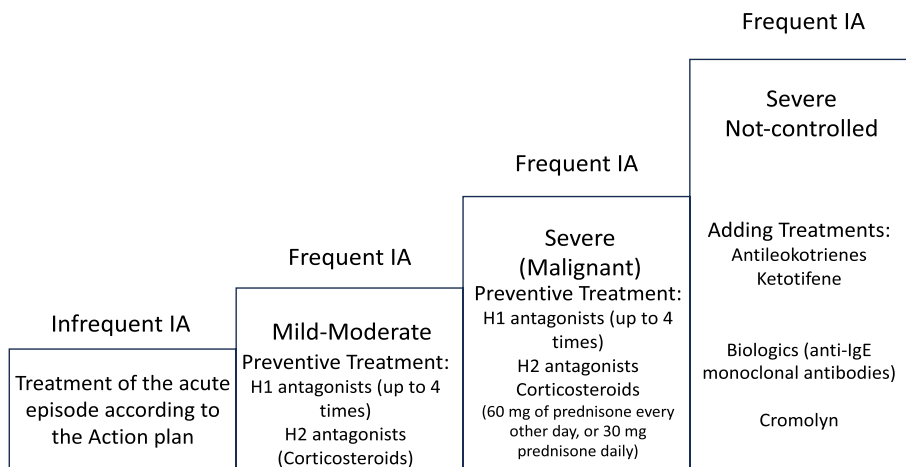 Infrequent IA
Treatment of the acute
episode according to
the Action plan
Frequent IA
Mild-Moderate
Preventive Treatment:
H1 antagonists (up to 4
times)
H2 antagonists
(Corticosteroids)
Frequent IA
Severe
(Malignant)
Preventive Treatment:
H1 antagonists (up to 4
times)
H2 antagonists
Corticosteroids
(60 mg of prednisone every
other day, or 30 mg
prednisone daily)
Frequent IA
Severe
Not-controlled
Adding Treatments:
Antileokotrienes
Ketotifene
Biologics (anti-IgE
monoclonal antibodies)
Cromolyn